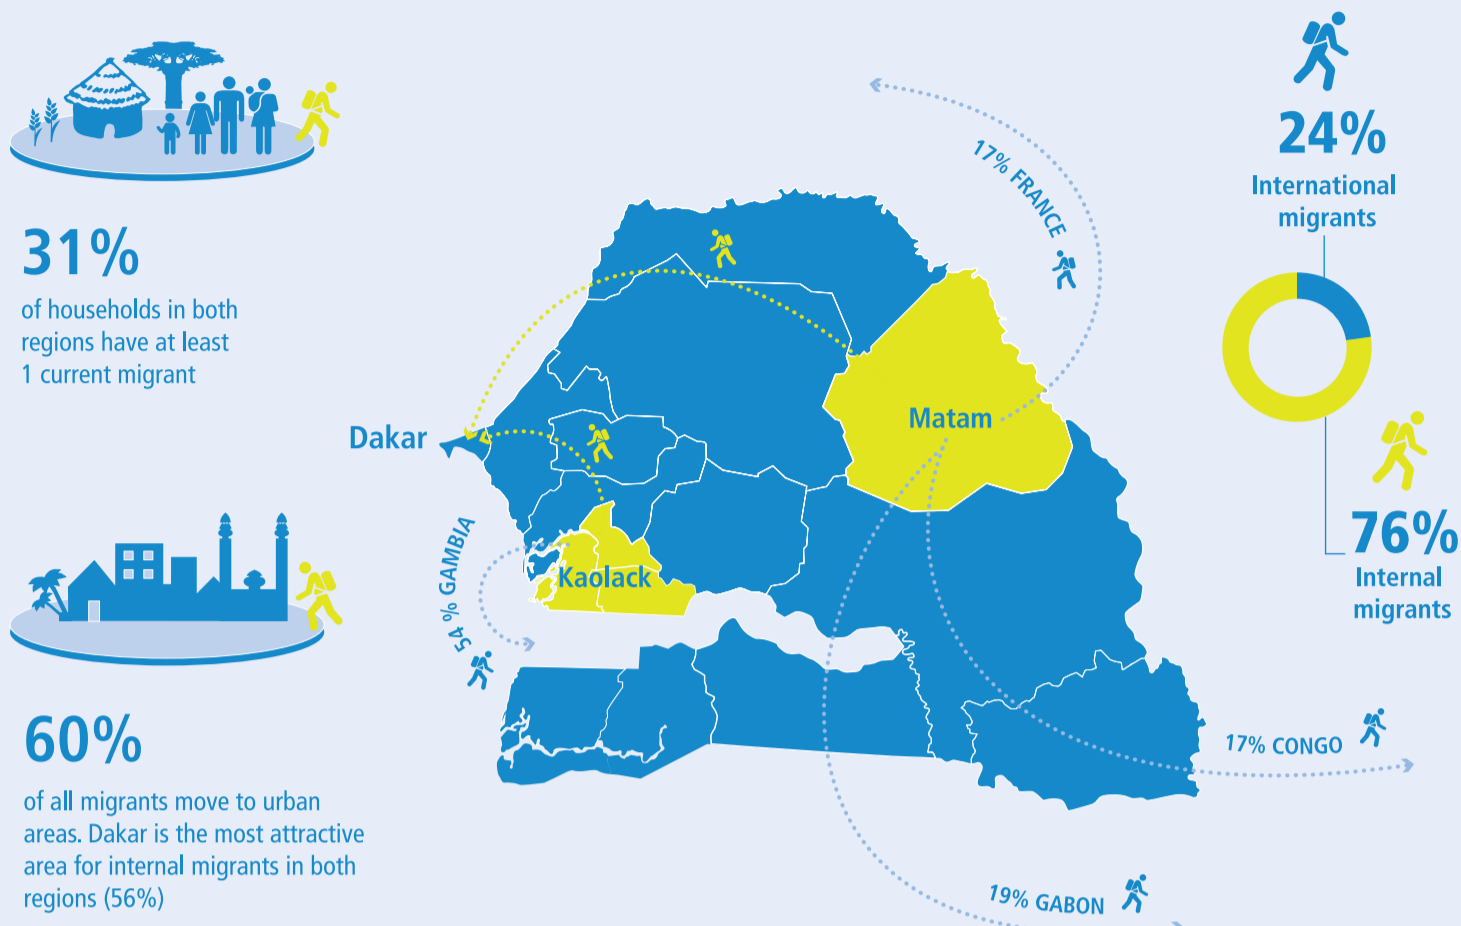 31%
of households in both
regions have at least
1 current migrant
60%
of all migrants move to urban
areas. Dakar is the most attractive
area for internal migrants in both
regions (56%)
Dakar
Matam
Kaolack
17% FRANCE
54 % GAMBIA
17% CONGO
19% GABON
24%
International
migrants
76%
Internal
migrants